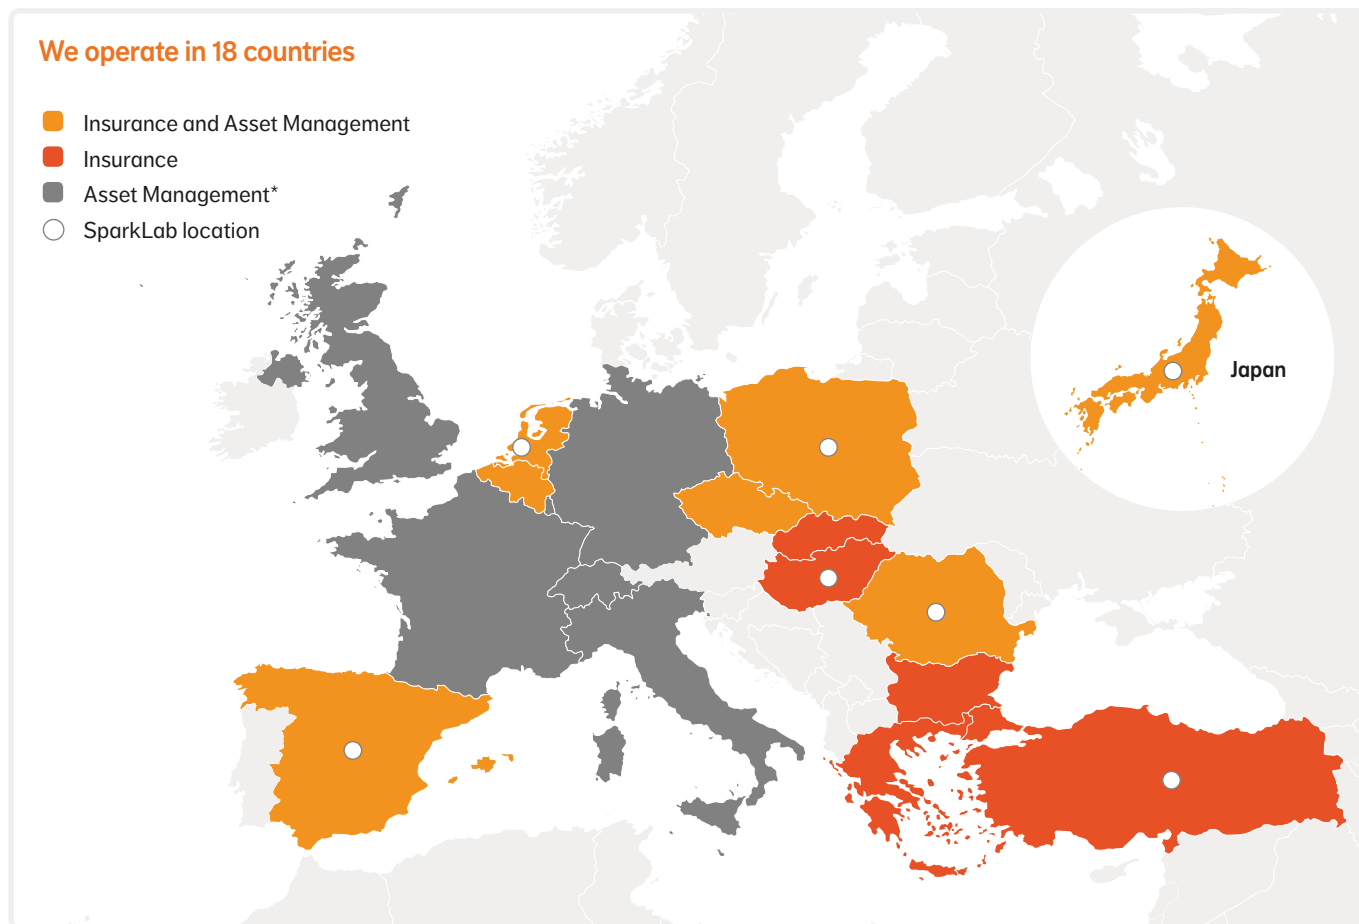 We operate in 18 countries
Insurance and Asset Management
Insurance
Asset Management*
SparkLab location
Japan